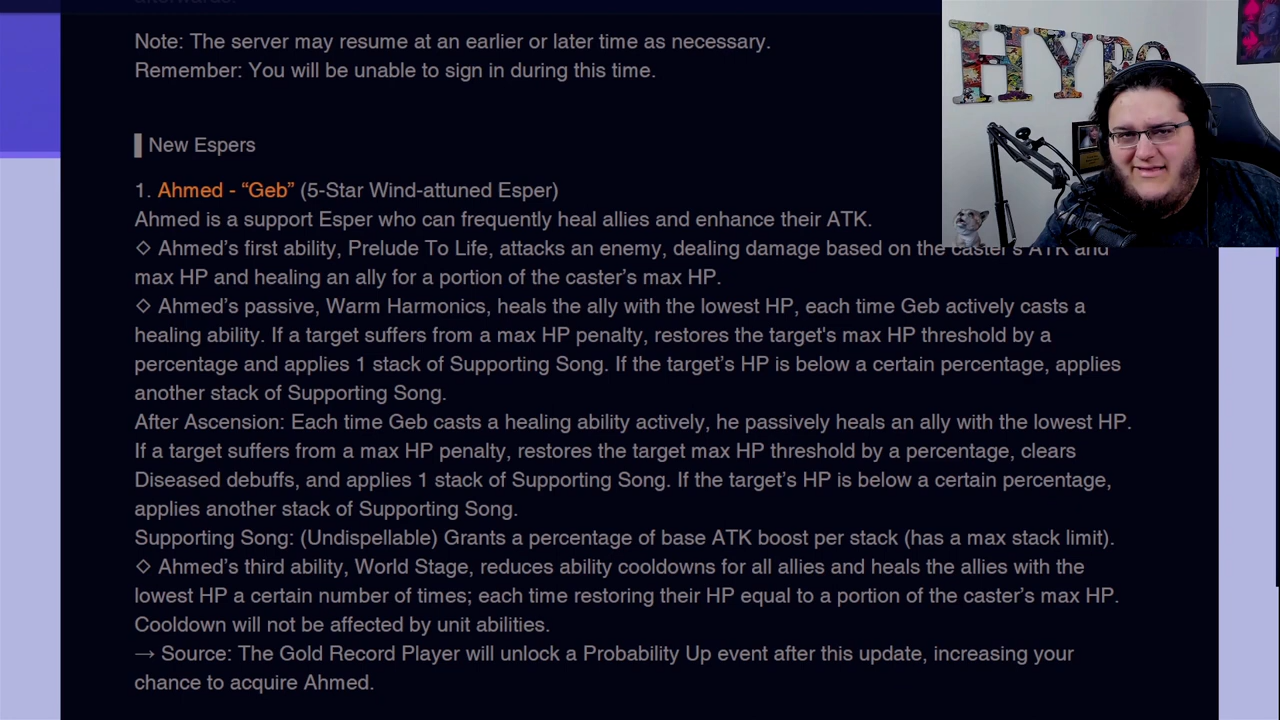 Note: The server may resume at an earlier or later time as necessary.
Remember: You will be unable to sign in during this time.
HYPO
▌New Espers
1. Ahmed - “Geb” (5-Star Wind-attuned Esper)
Ahmed is a support Esper who can frequently heal allies and enhance their ATK.
◇ Ahmed’s first ability, Prelude To Life, attacks an enemy, dealing damage based on the caster’s ATK and
max HP and healing an ally for a portion of the caster’s max HP.
◇ Ahmed’s passive, Warm Harmonics, heals the ally with the lowest HP, each time Geb actively casts a
healing ability. If a target suffers from a max HP penalty, restores the target's max HP threshold by a
percentage and applies 1 stack of Supporting Song. If the target’s HP is below a certain percentage, applies
another stack of Supporting Song.
After Ascension: Each time Geb casts a healing ability actively, he passively heals an ally with the lowest HP.
If a target suffers from a max HP penalty, restores the target max HP threshold by a percentage, clears
Diseased debuffs, and applies 1 stack of Supporting Song. If the target’s HP is below a certain percentage,
applies another stack of Supporting Song.
Supporting Song: (Undispellable) Grants a percentage of base ATK boost per stack (has a max stack limit).
◇ Ahmed’s third ability, World Stage, reduces ability cooldowns for all allies and heals the allies with the
lowest HP a certain number of times; each time restoring their HP equal to a portion of the caster’s max HP.
Cooldown will not be affected by unit abilities.
→ Source: The Gold Record Player will unlock a Probability Up event after this update, increasing your
chance to acquire Ahmed.